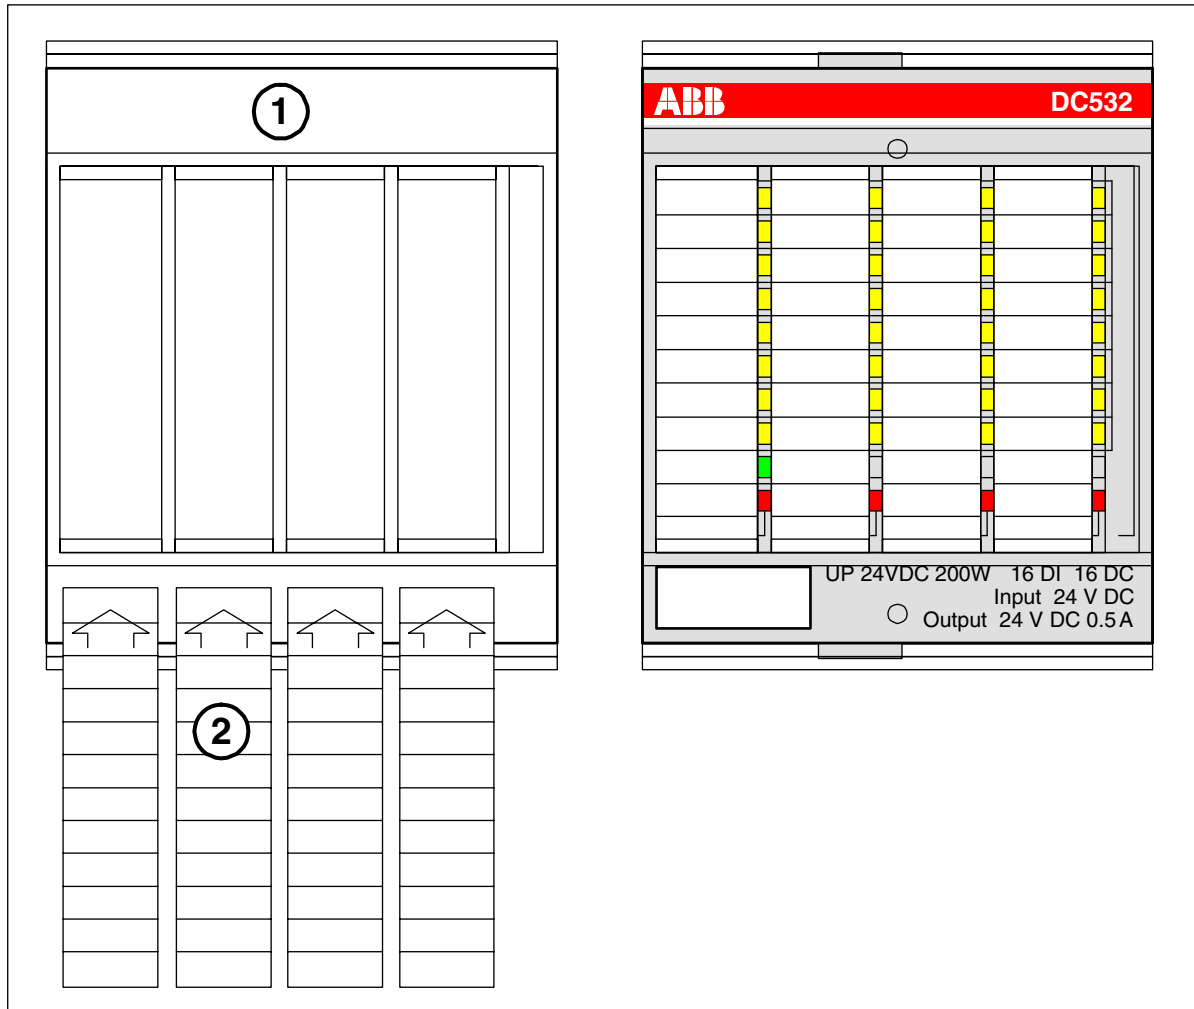 1
ABB DC532
UP 24VDC 200W 16 DI 16 DC
Input 24 V DC
Output 24 V DC 0.5 A
2